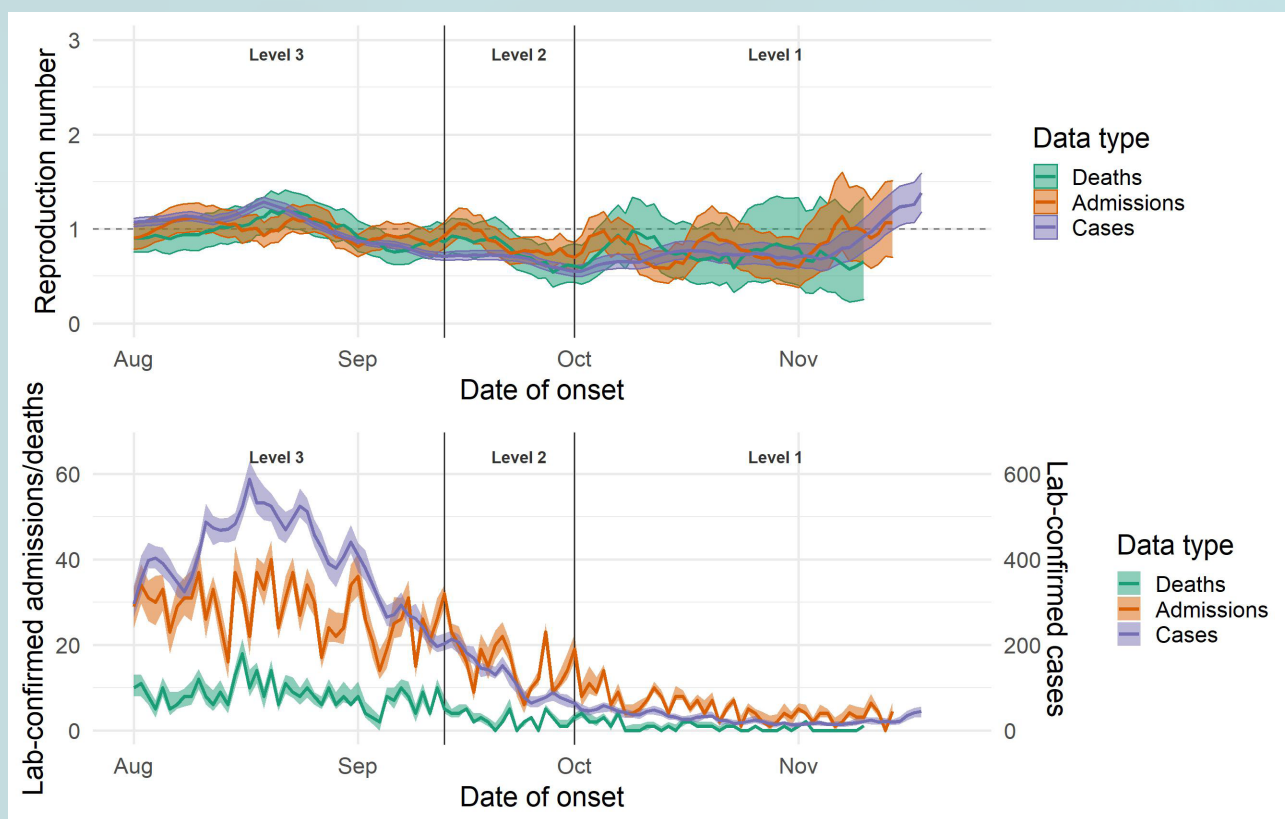 Reproduction number
3
2
1
0
Level 3
Level 2
Level 1
Aug
Sep
Oct
Nov
Date of onset
Data type
Deaths
Admissions
Cases
Lab-confirmed admissions/deaths
60
40
20
0
Level 3
Level 2
Level 1
600
400
200
0
Lab-confirmed cases
Aug
Sep
Oct
Nov
Date of onset
Data type
Deaths
Admissions
Cases